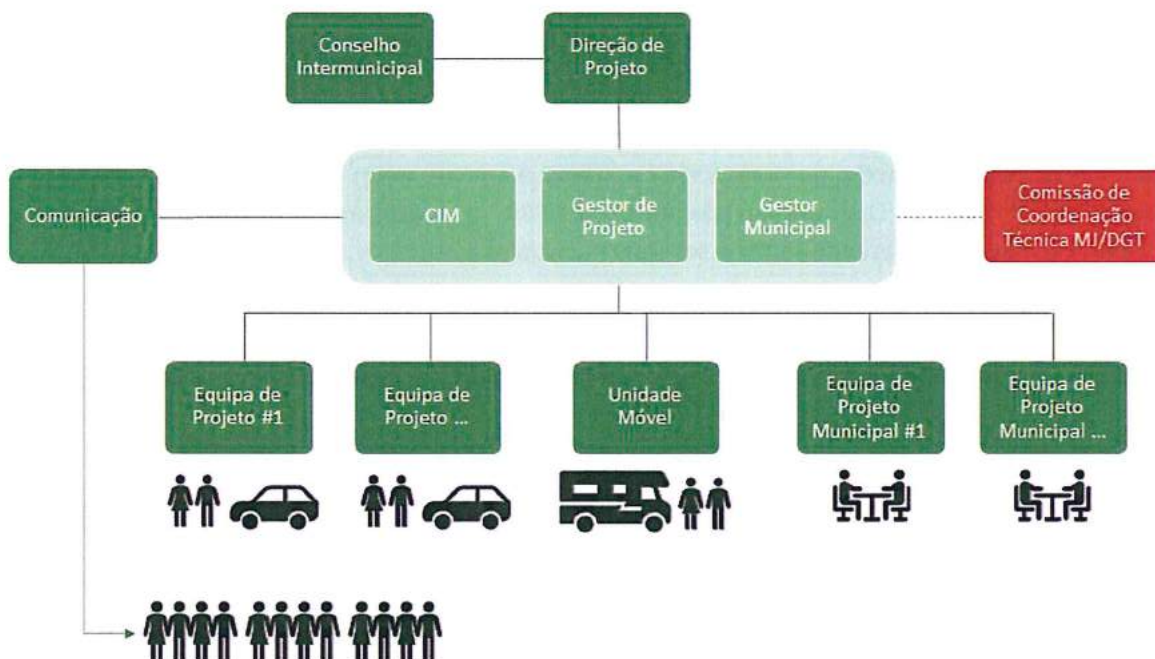 Conselho
Intermunicipal
Direção de
Projeto
Comunicação
CIM
Gestor de
Projeto
Gestor
Municipal
Comissão de
Coordenação
Técnica MJ/DGT
Equipa de
Projeto #1
Equipa de
Projeto ...
Unidade
Móvel
Equipa de
Projeto
Municipal #1
Equipa de
Projeto
Municipal ...